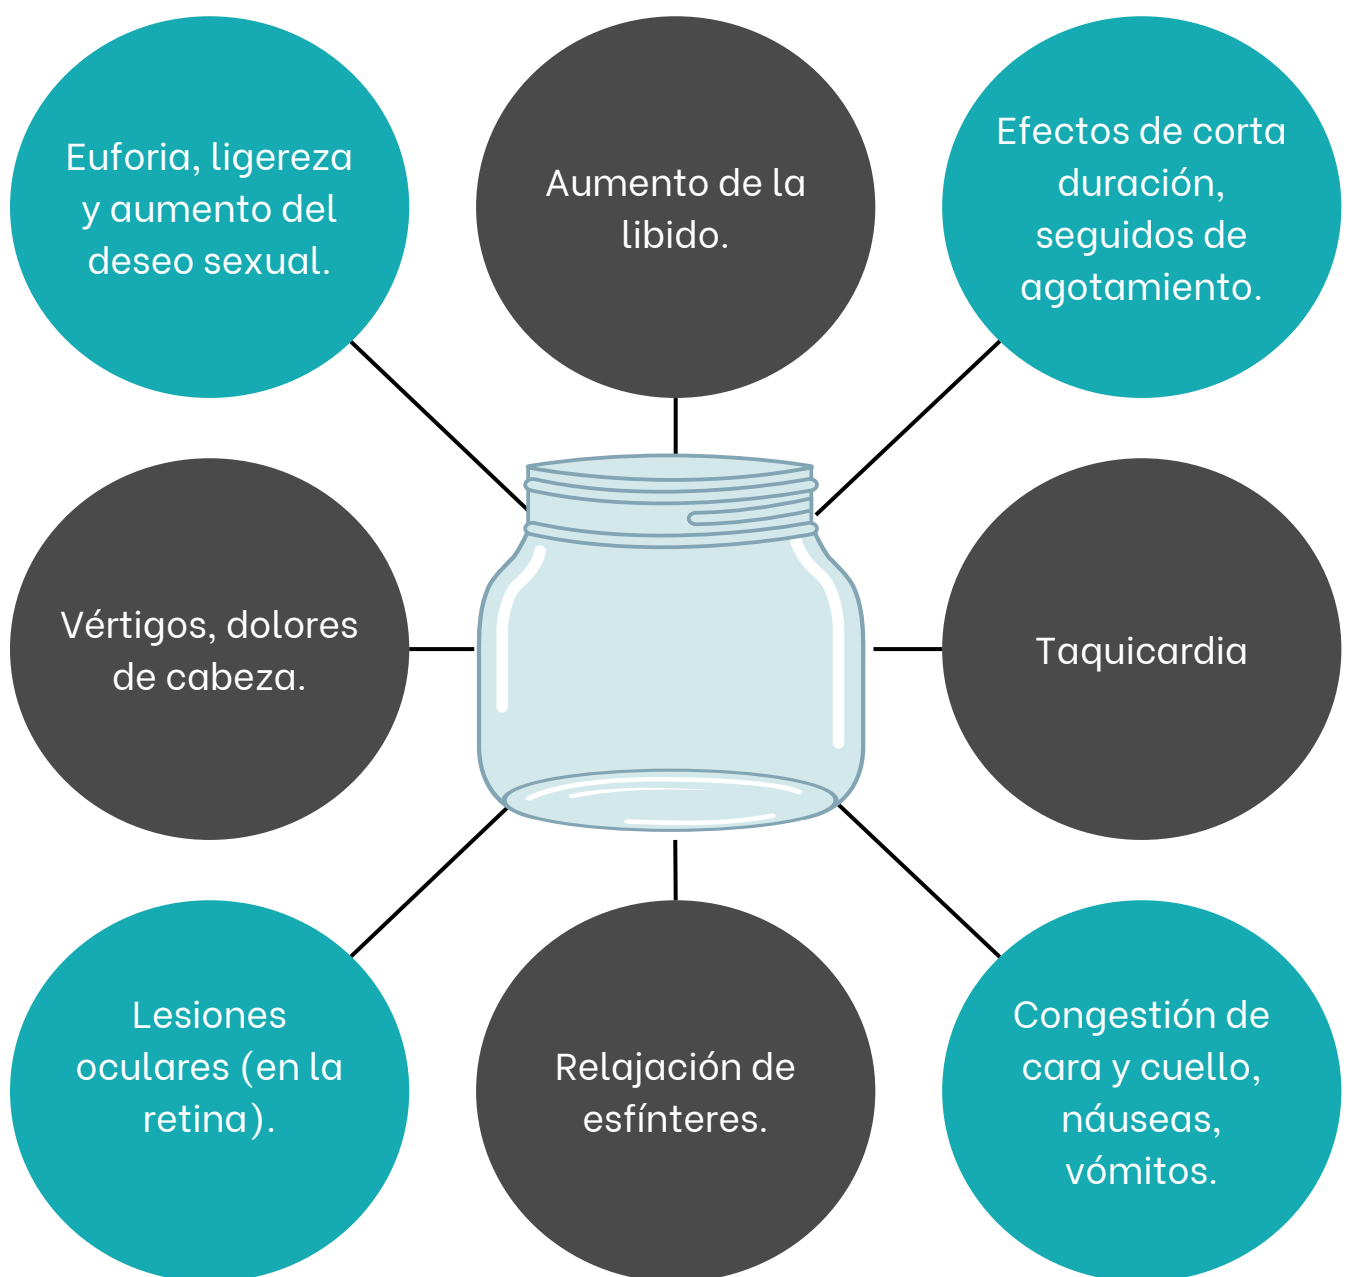 Euforia, ligereza
y aumento del
deseo sexual.
Aumento de la
libido.
Efectos de corta
duración,
seguidos de
agotamiento.
Vértigos, dolores
de cabeza.
Taquicardia
Lesiones
oculares (en la
retina).
Relajación de
esfínteres.
Congestión de
cara y cuello,
náuseas,
vómitos.